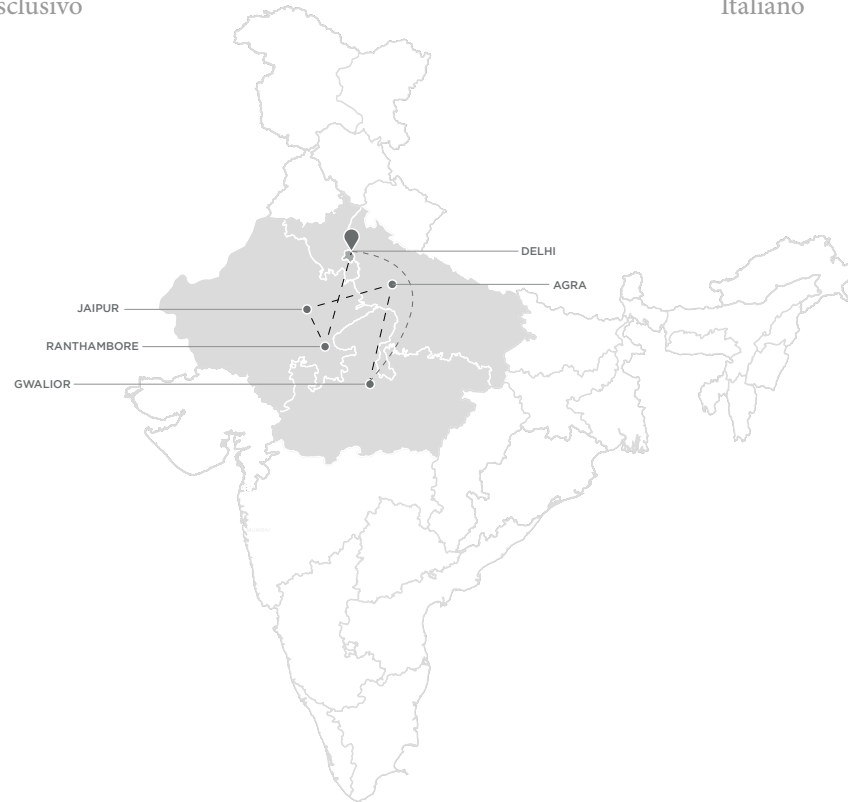 sclusivo
Italiano
DELHI
AGRA
JAIPUR
RANTHAMBORE
GWALIOR